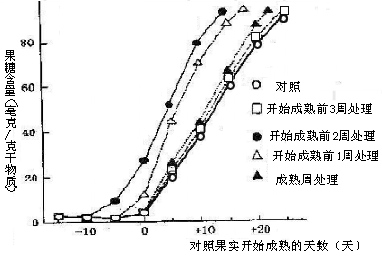 果糖含量(毫克/克干物质)
80
60
40
20
0
-10 0 +10 +20
对照果实开始成熟的天数(天)
对照
开始成熟前3周处理
开始成熟前2周处理
开始成熟前1周处理
成熟周处理